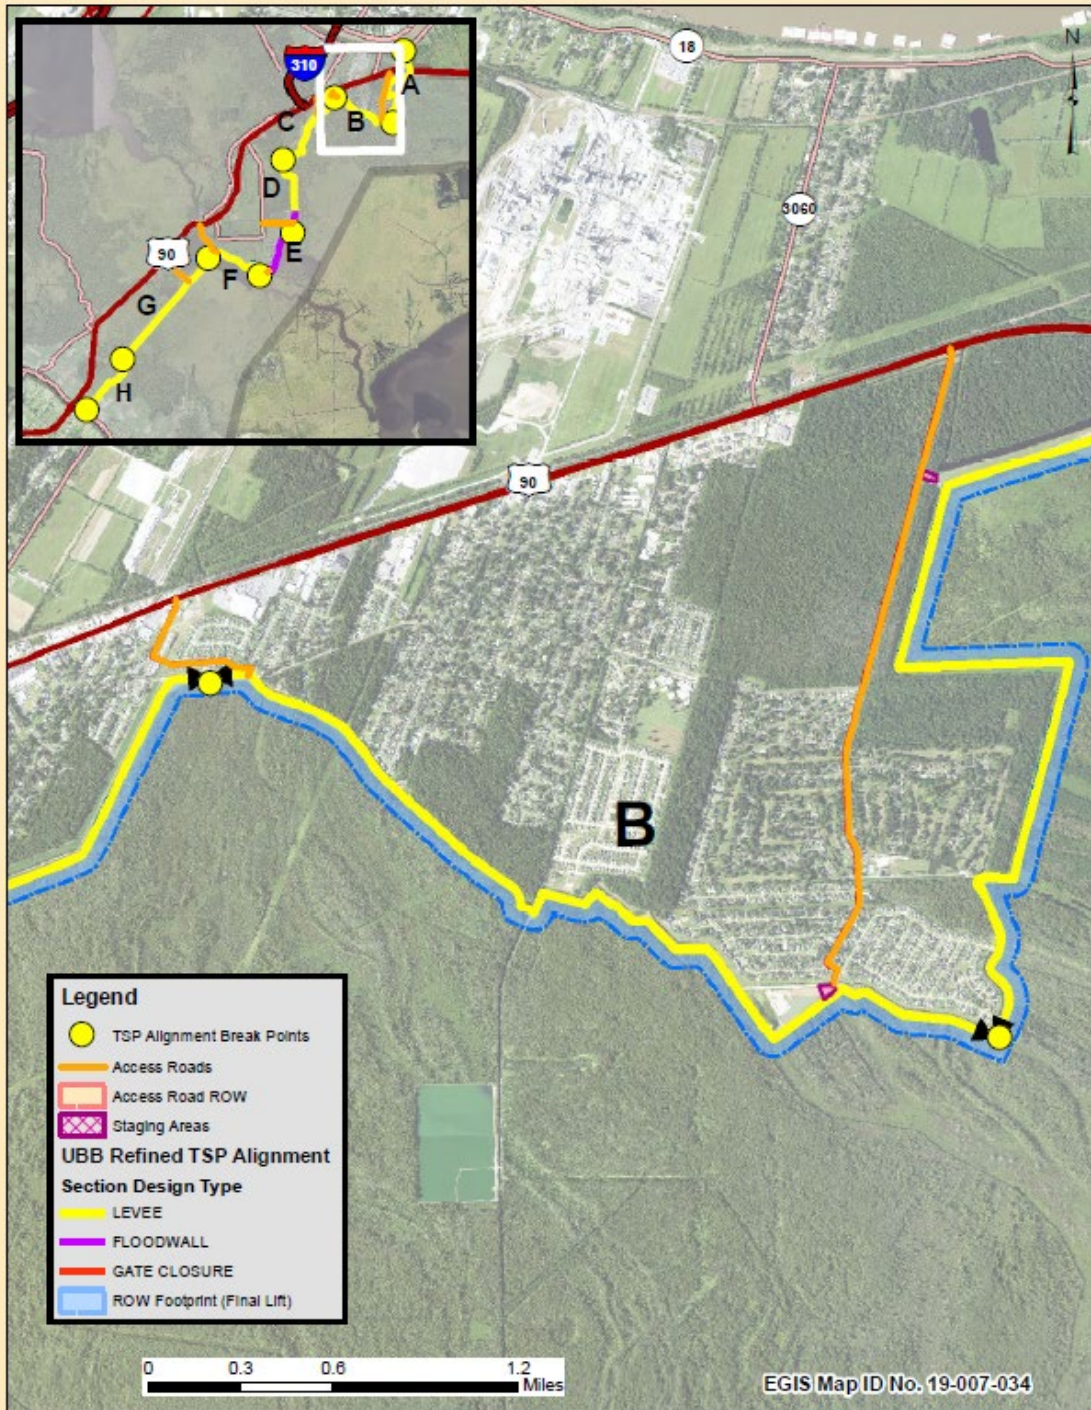 310
A
B
C
D
E
90
F
G
H
18
N
3060
90
B
Legend
TSP Alignment Break Points
Access Roads
Access Road ROW
Staging Areas
UBB Refined TSP Alignment
Section Design Type
LEVEE
FLOODWALL
GATE CLOSURE
ROW Footprint (Final Lift)
0 0.3 0.6 1.2
Miles
EGIS Map ID No. 19-007-034